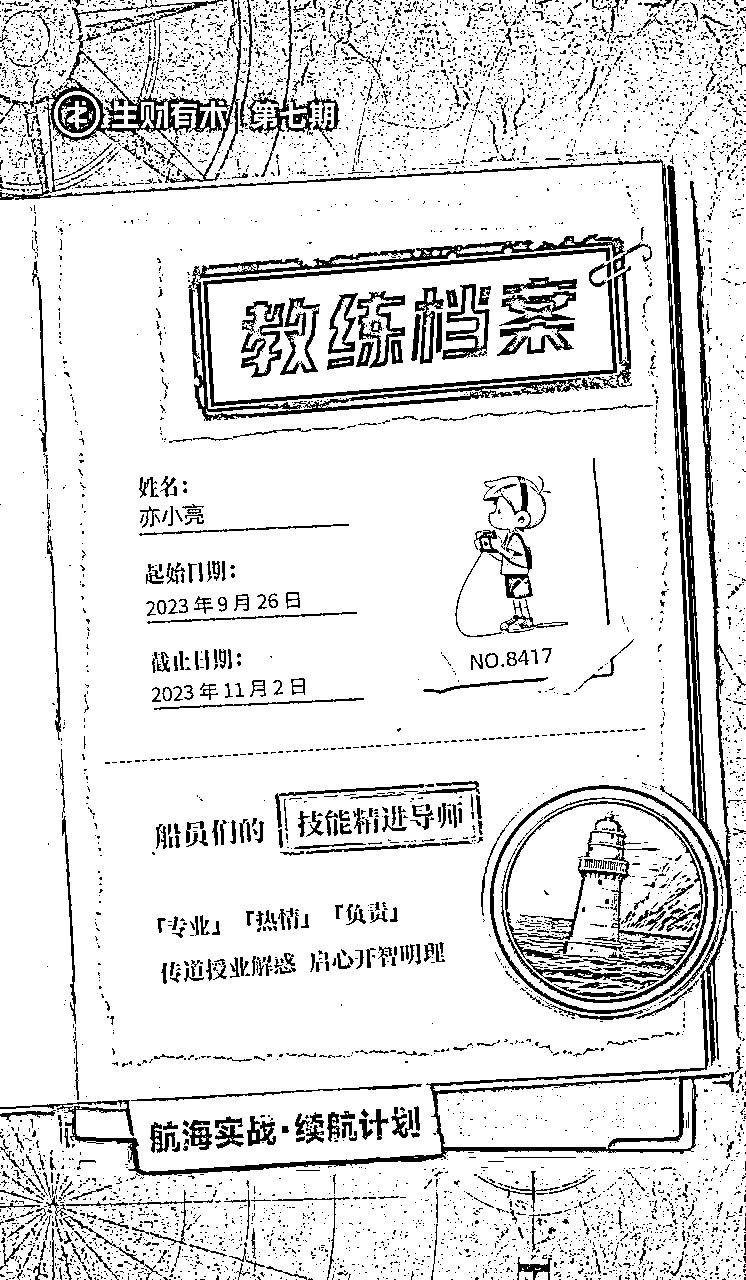 生财有术 第七期
教练档案
姓名：
亦小亮
起始日期：
2023 年 9 月 26 日
截止日期：
2023 年 11 月 2 日
NO.8417
船员们的 技能精进导师
「专业」「热情」「负责」
传道授业解惑 启心开智明理
航海实战·续航计划